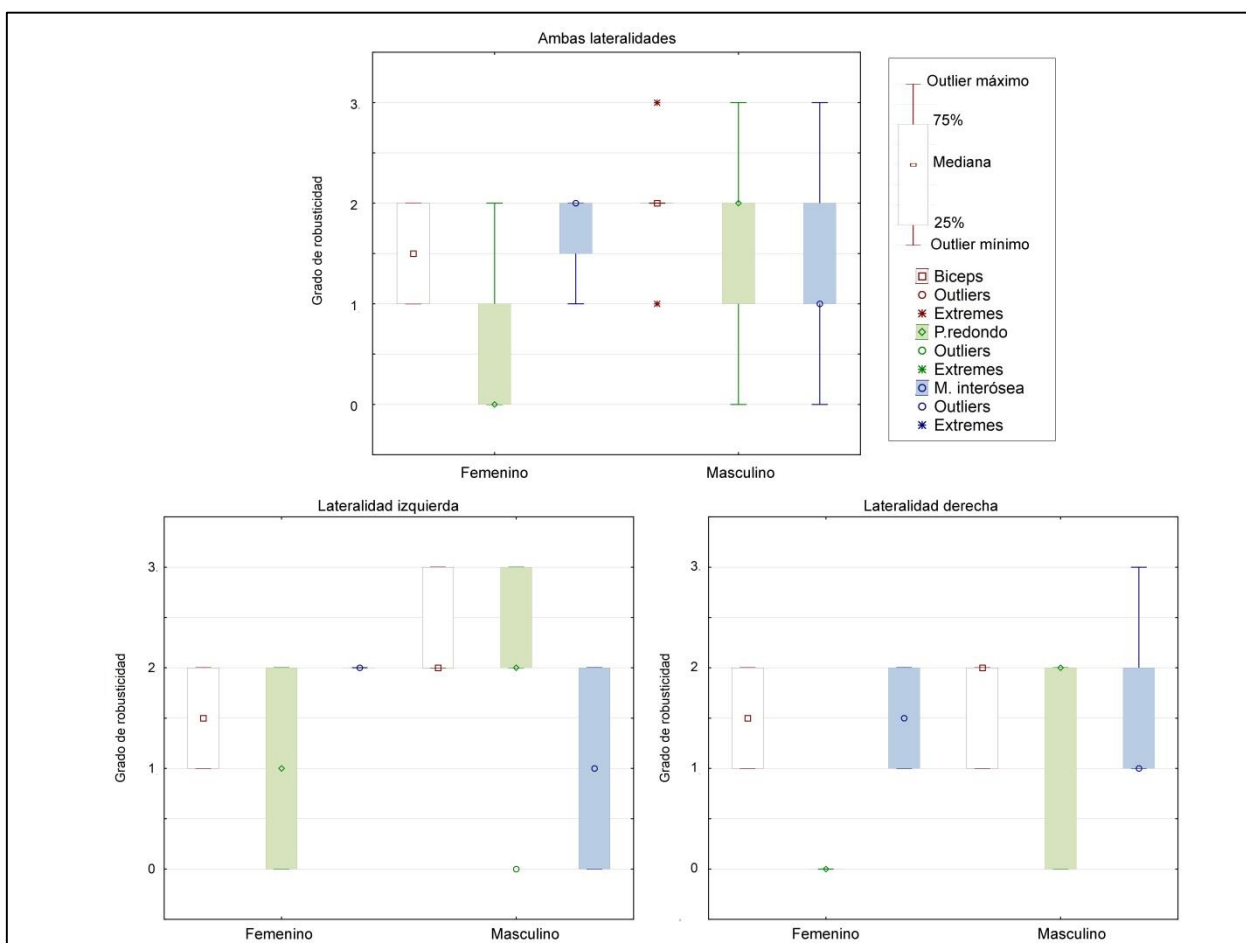 Ambas lateralidades
Grado de robusticidad
3.
2
1
0
Femenino
Masculino
Outlier máximo
75%
Mediana
25%
Outlier mínimo
Biceps
Outliers
Extremes
P.redondo
Outliers
Extremes
M. interósea
Outliers
Extremes
Lateralidad izquierda
Grado de robusticidad
3.
2
1
0
Femenino
Masculino
Lateralidad derecha
Grado de robusticidad
3.
2
1
0
Femenino
Masculino